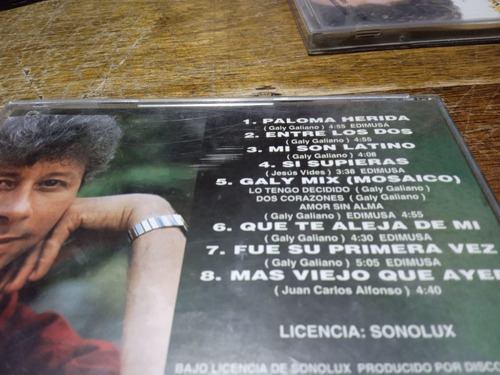 1. PALOMA HERIDA
( Galy Galiano ) 4:55 EDIMUSA
2. ENTRE LOS DOS
( Galy Galiano ) 4:55
3. MI SON LATINO
( Galy Galiano ) 4:08
4. SI SUPIERAS
( Jesús Vides ) 3:38 EDIMUSA
5. GALY MIX (MOSAICO)
LO TENGO DECIDIDO ( Galy Galiano )
DOS CORAZONES ( Galy Galiano )
AMOR SIN ALMA
( Galy Galiano ) EDIMUSA 4:55
6. QUE TE ALEJA DE MI
( Galy Galiano ) 4:30 EDIMUSA
7. FUE SU PRIMERA VEZ
( Galy Galiano ) 5:05 EDIMUSA
8. MAS VIEJO QUE AYE
( Juan Carlos Alfonso ) 4:40
LICENCIA: SONOLUX
BAJO LICENCIA DE SONOLUX PRODUCIDO POR DISCO